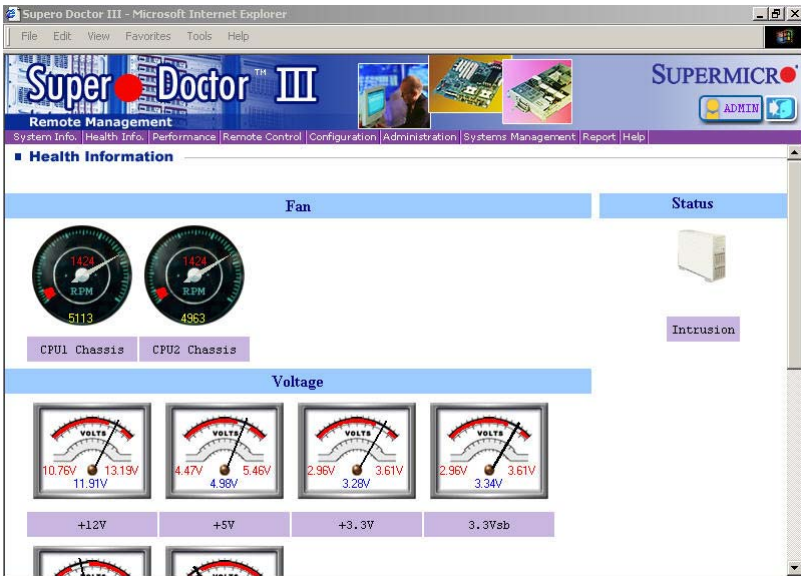 Supero Doctor III - Microsoft Internet Explorer
File Edit View Favorites Tools Help
Super Doctor™ III
SUPERMICR
Remote Management
ADMIN
System Info. Health Info. Performance Remote Control Configuration Administration Systems Management Report Help
Health Information
Fan
Status
1424
RPM
5113
1424
RPM
4963
CPU1 Chassis
CPU2 Chassis
Intrusion
Voltage
VOLTS
10.76V 13.19V
11.91V
VOLTS
4.47V 5.46V
4.98V
VOLTS
2.96V 3.61V
3.28V
VOLTS
2.96V 3.61V
3.34V
+12V
+5V
+3.3V
3.3Vsb
VOLTS
VOLTS